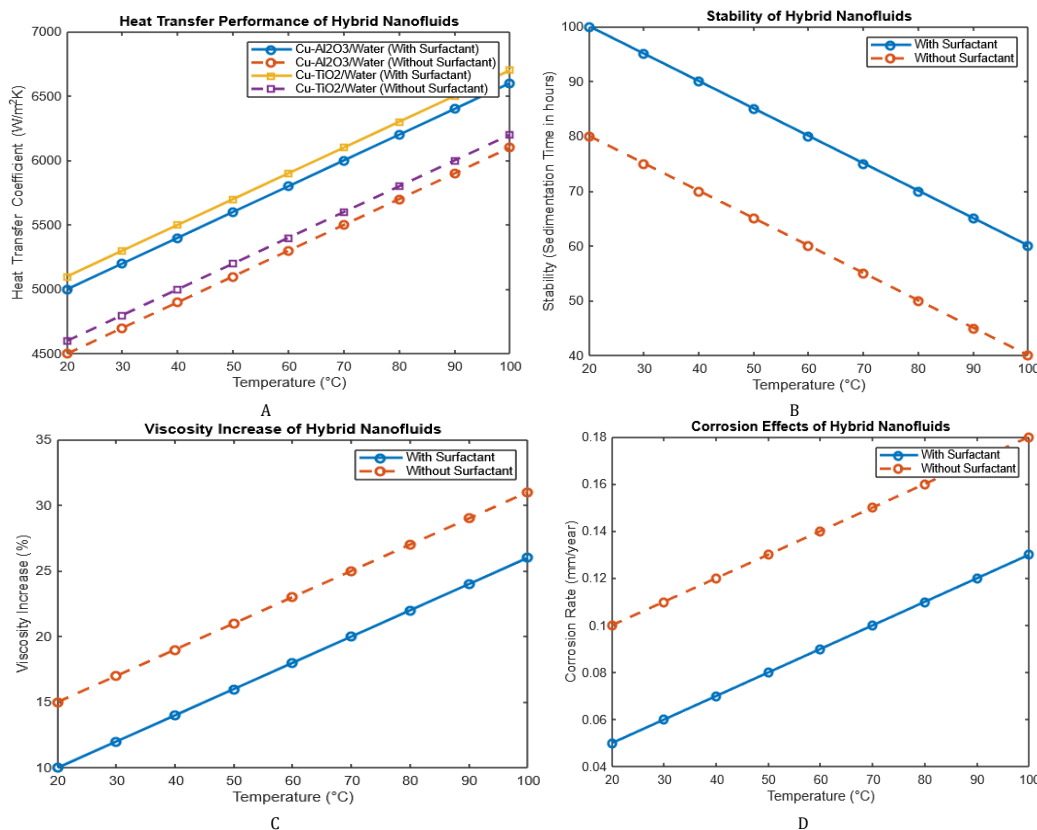 Heat Transfer Performance of Hybrid Nanofluids
7000
6500
6000
5500
5000
4500
Heat Transfer Coefficient (W/m²K)
Cu-Al2O3/Water (With Surfactant)
Cu-Al2O3/Water (Without Surfactant)
Cu-TiO2/Water (With Surfactant)
Cu-TiO2/Water (Without Surfactant)
20 30 40 50 60 70 80 90 100
Temperature (°C)
A
Stability of Hybrid Nanofluids
100
90
80
70
60
50
40
Stability (Sedimentation Time in hours)
With Surfactant
Without Surfactant
20 30 40 50 60 70 80 90 100
Temperature (°C)
B
Viscosity Increase of Hybrid Nanofluids
35
30
25
20
15
10
Viscosity Increase (%)
With Surfactant
Without Surfactant
20 30 40 50 60 70 80 90 100
Temperature (°C)
C
Corrosion Effects of Hybrid Nanofluids
0.18
0.16
0.14
0.12
0.1
0.08
0.06
0.04
Corrosion Rate (mm/year)
With Surfactant
Without Surfactant
20 30 40 50 60 70 80 90 100
Temperature (°C)
D